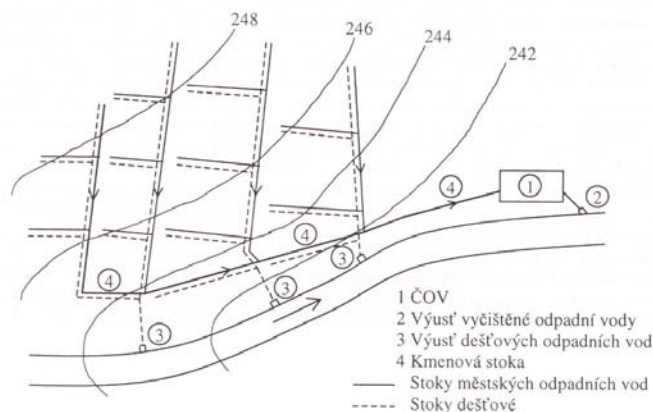 248
246
244
242
4
1
2
4
4
3
3
3
1 ČOV
2 Výusť vyčištěné odpadní vody
3 Výusť dešťových odpadních vod
4 Kmenová stoka
Stoky městských odpadních vod
Stoky dešťové